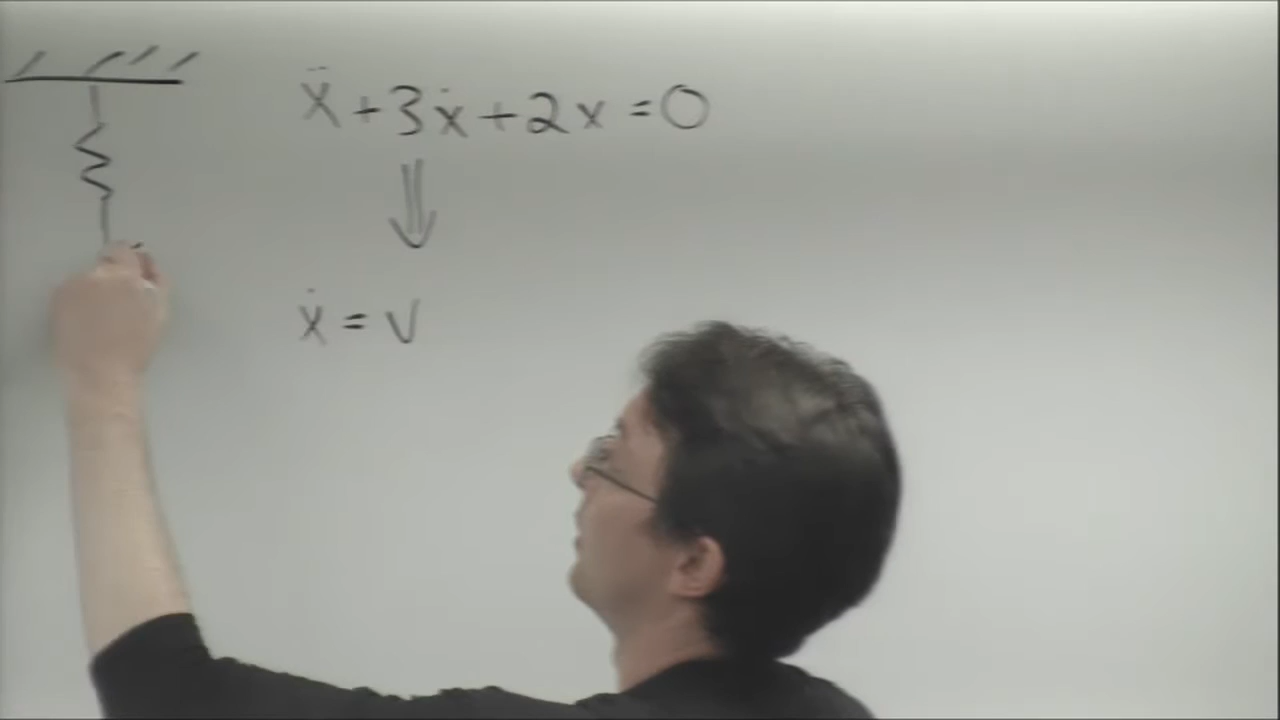 ẍ + 3ẋ + 2x = 0
ẋ = v